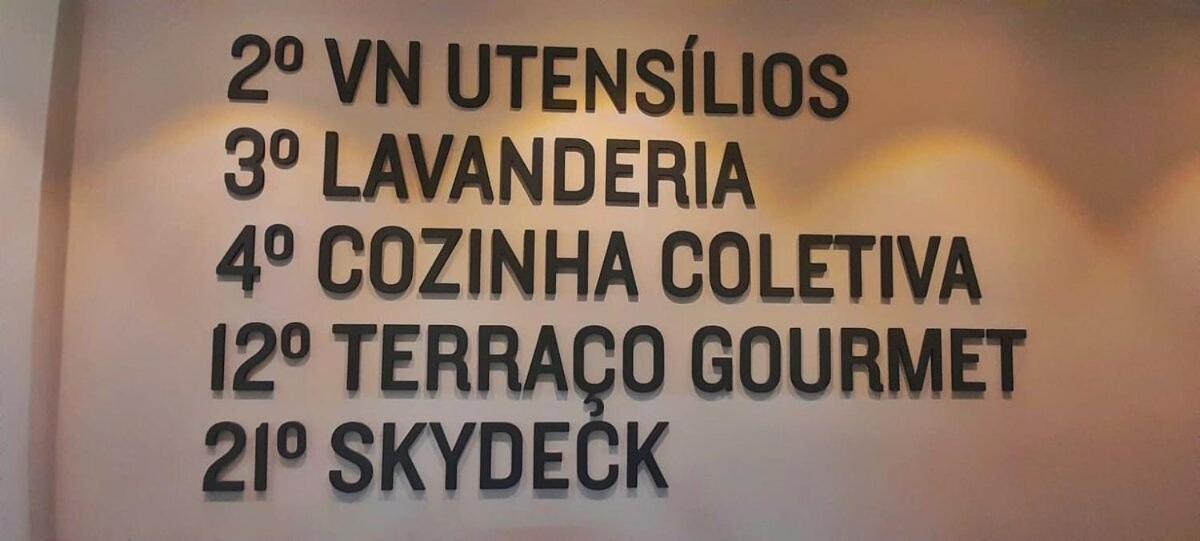 2º VN UTENSÍLIOS
3º LAVANDERIA
4º COZINHA COLETIVA
12º TERRAÇO GOURMET
21º SKYDECK